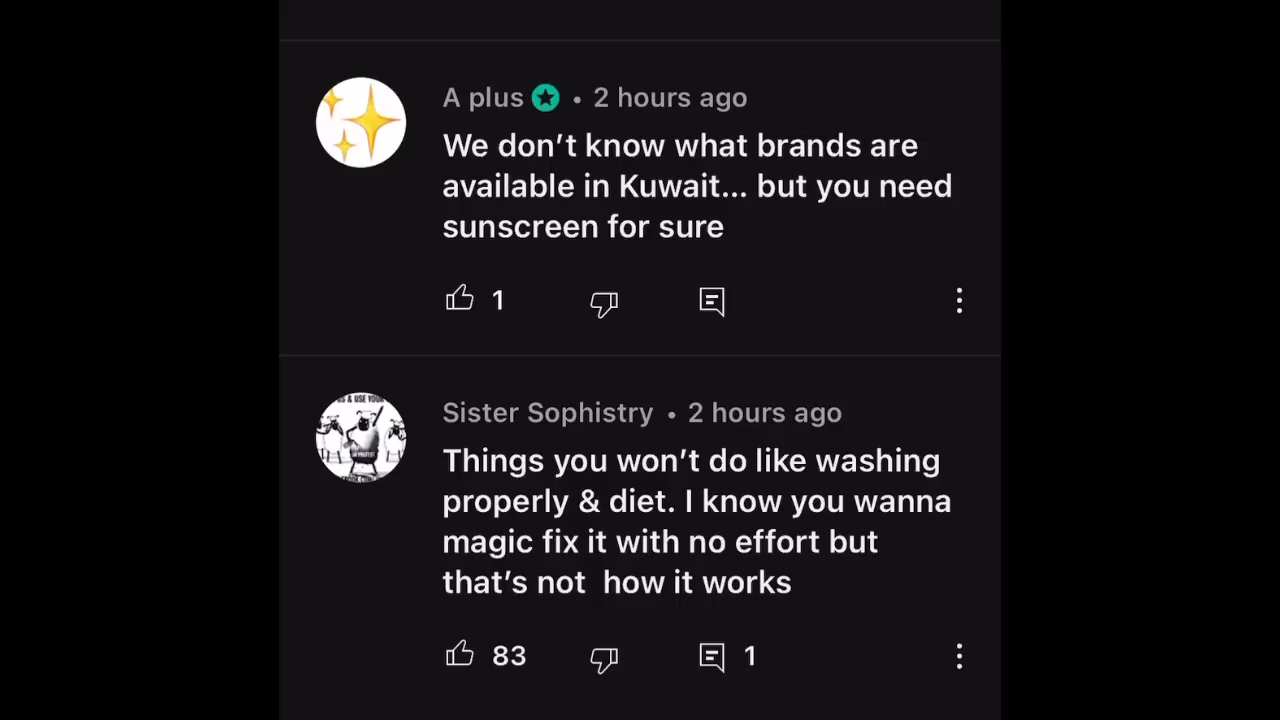 A plus • 2 hours ago
We don’t know what brands are
available in Kuwait... but you need
sunscreen for sure
1
Sister Sophistry • 2 hours ago
Things you won’t do like washing
properly & diet. I know you wanna
magic fix it with no effort but
that’s not  how it works
83
1